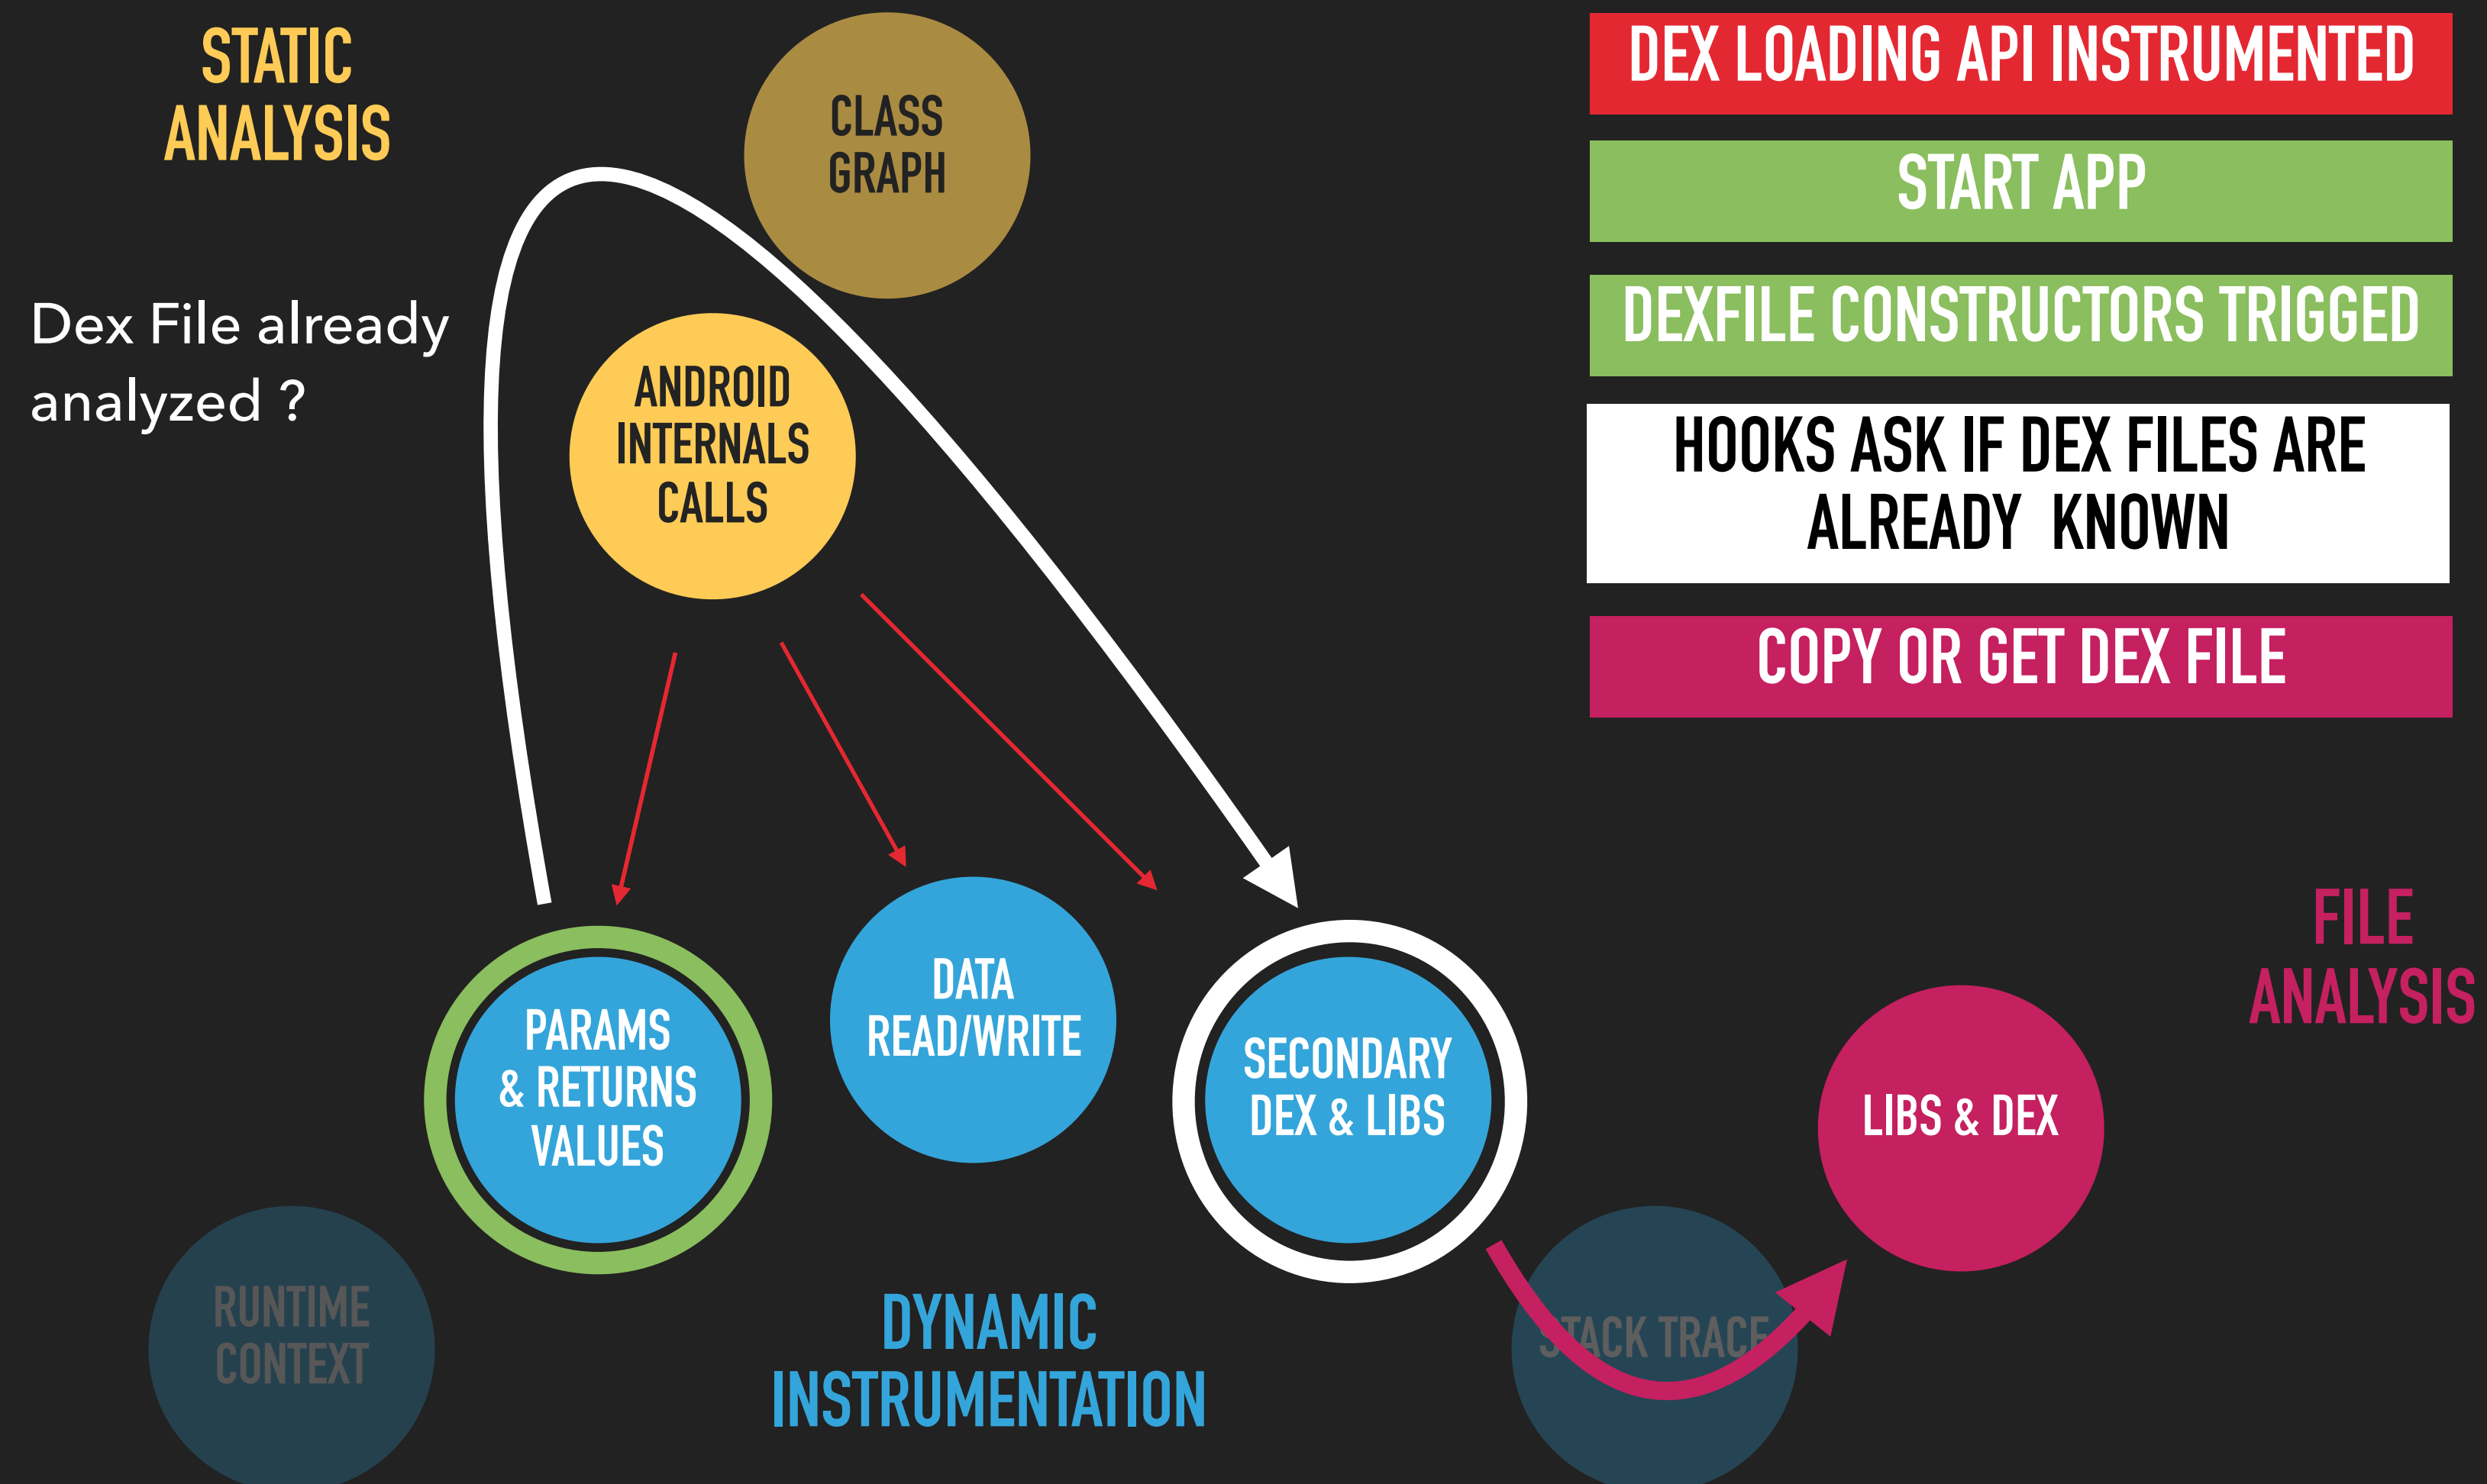 STATIC
ANALYSIS
Dex File already
analyzed ?
CLASS
GRAPH
ANDROID
INTERNALS
CALLS
DEX LOADING API INSTRUMENTED
START APP
DEXFILE CONSTRUCTORS TRIGGED
HOOKS ASK IF DEX FILES ARE
ALREADY KNOWN
COPY OR GET DEX FILE
FILE
ANALYSIS
PARAMS
& RETURNS
VALUES
DATA
READ/WRITE
SECONDARY
DEX & LIBS
LIBS & DEX
RUNTIME
CONTEXT
DYNAMIC
INSTRUMENTATION
STACK TRACE